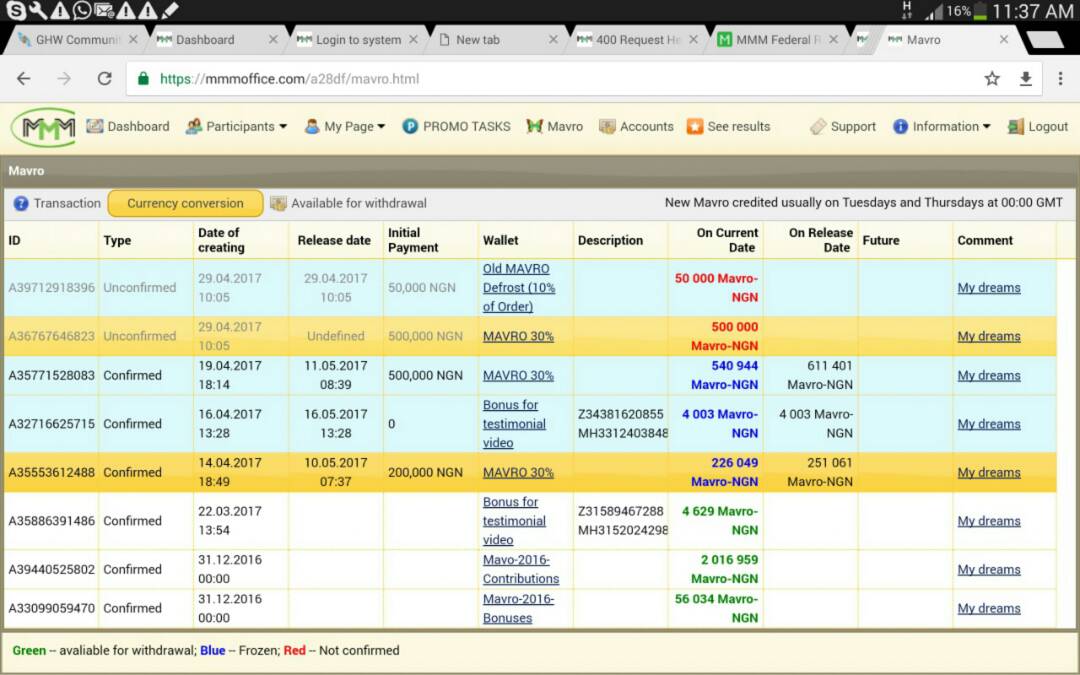 H
16% 11:37 AM
GHW Communi
MMM Dashboard
MMM Login to system
New tab
MMM 400 Request He
M MMM Federal R
MMM Mavro
https://mmmoffice.com/a28df/mavro.html
MMM Dashboard Participants My Page PROMO TASKS Mavro Accounts See results Support Information Logout
Mavro
Transaction Currency conversion Available for withdrawal New Mavro credited usually on Tuesdays and Thursdays at 00:00 GMT
ID Type Date of creating Release date Initial Payment Wallet Description On Current Date On Release Date Future Comment
A39712918396 Unconfirmed 29.04.2017 10:05 29.04.2017 10:05 50,000 NGN Old MAVRO Defrost (10% of Order) 50 000 Mavro-NGN My dreams
A36767646823 Unconfirmed 29.04.2017 10:05 Undefined 500,000 NGN MAVRO 30% 500 000 Mavro-NGN My dreams
A35771528083 Confirmed 19.04.2017 18:14 11.05.2017 08:39 500,000 NGN MAVRO 30% 540 944 Mavro-NGN 611 401 Mavro-NGN My dreams
A32716625715 Confirmed 16.04.2017 13:28 16.05.2017 13:28 0 Bonus for testimonial video Z34381620855 MH3312403848 4 003 Mavro-NGN 4 003 Mavro-NGN My dreams
A35553612488 Confirmed 14.04.2017 18:49 10.05.2017 07:37 200,000 NGN MAVRO 30% 226 049 Mavro-NGN 251 061 Mavro-NGN My dreams
A35886391486 Confirmed 22.03.2017 13:54 Bonus for testimonial video Z31589467288 MH3152024298 4 629 Mavro-NGN My dreams
A39440525802 Confirmed 31.12.2016 00:00 Mavo-2016-Contributions 2 016 959 Mavro-NGN My dreams
A33099059470 Confirmed 31.12.2016 00:00 Mavro-2016-Bonuses 56 034 Mavro-NGN My dreams
Green -- avaliable for withdrawal; Blue -- Frozen; Red -- Not confirmed